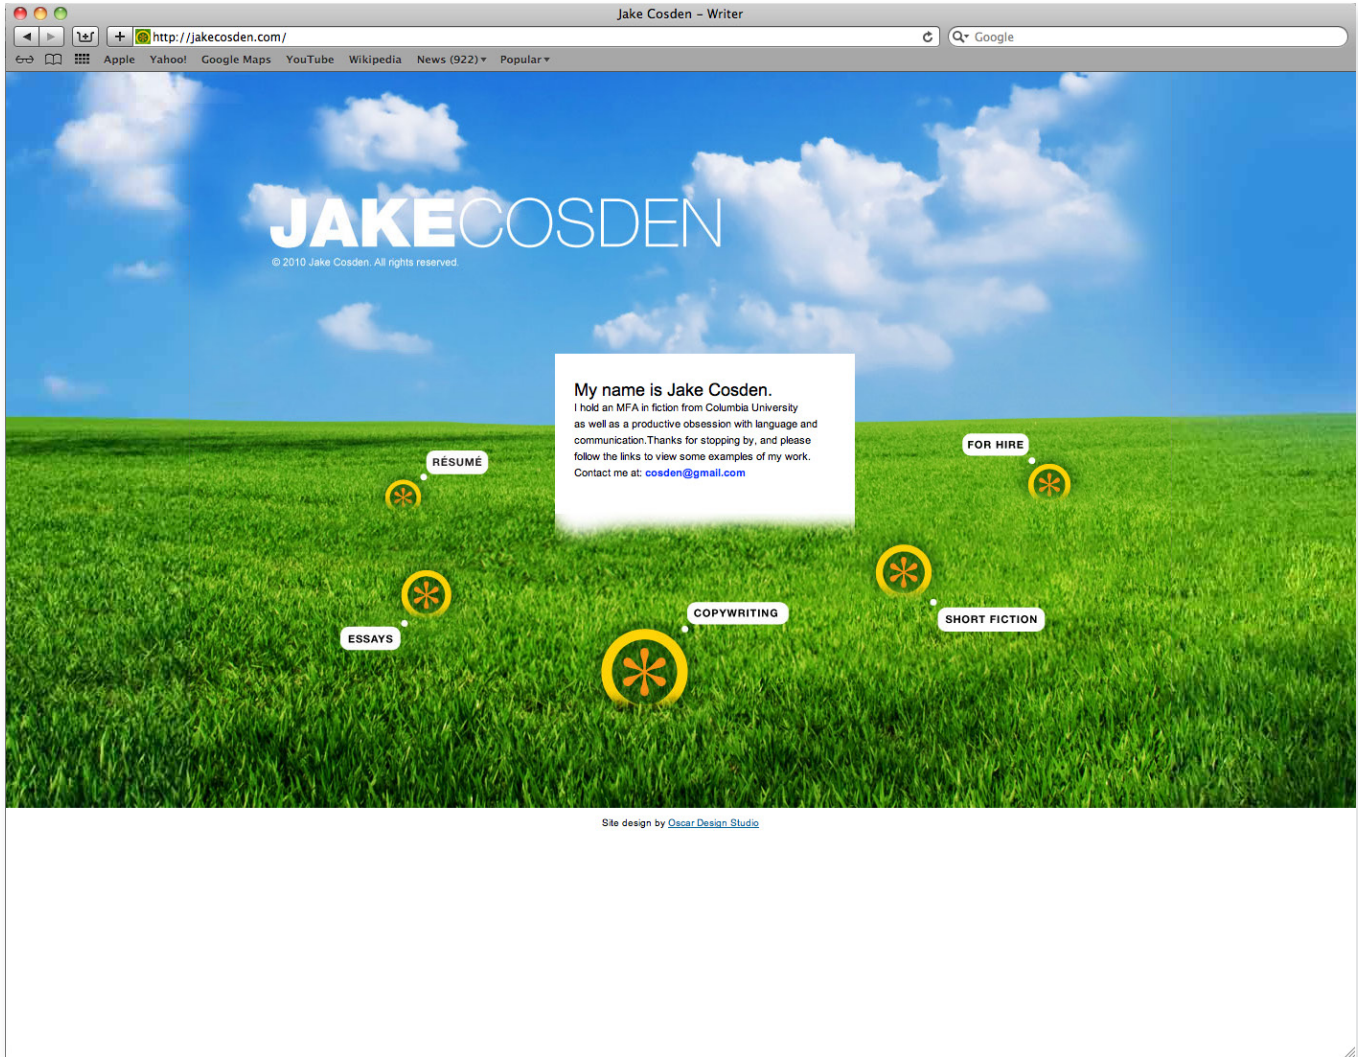 Jake Cosden – Writer
http://jakecosden.com/
Google
Apple Yahoo! Google Maps YouTube Wikipedia News (922) Popular
JAKECOSDEN
© 2010 Jake Cosden. All rights reserved.
My name is Jake Cosden.
I hold an MFA in fiction from Columbia University
as well as a productive obsession with language and
communication.Thanks for stopping by, and please
follow the links to view some examples of my work.
Contact me at: cosden@gmail.com
FOR HIRE
RÉSUMÉ
COPYWRITING
SHORT FICTION
ESSAYS
Site design by Oscar Design Studio